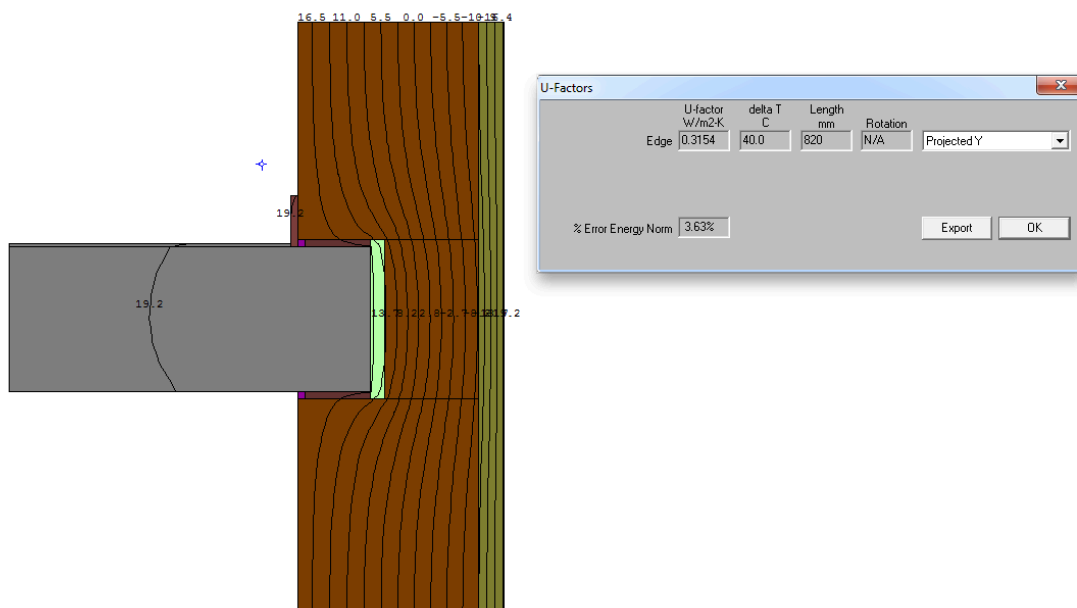 16.5 11.0 5.5 0.0 -5.5
U-Factors
U-factor delta T Length
W/m2-K C mm Rotation
Edge 0.3154 40.0 820 N/A Projected Y
19.2
% Error Energy Norm 3.63% Export OK
19.2